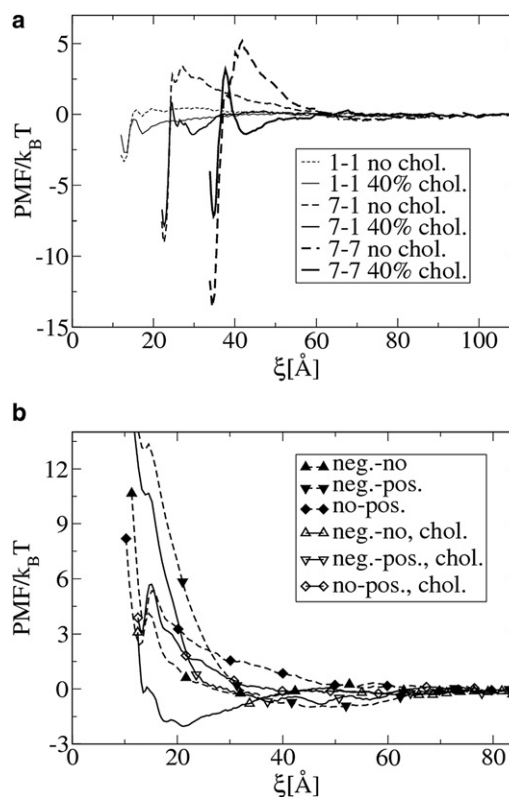 a
5
0
-5
-10
-15
PMF/kBT
1-1 no chol.
1-1 40% chol.
7-1 no chol.
7-1 40% chol.
7-7 no chol.
7-7 40% chol.
0 20 40 60 80 100
ξ[Å]
b
12
9
6
3
0
-3
PMF/kBT
neg.-no
neg.-pos.
no-pos.
neg.-no, chol.
neg.-pos., chol.
no-pos., chol.
0 20 40 60 80
ξ[Å]